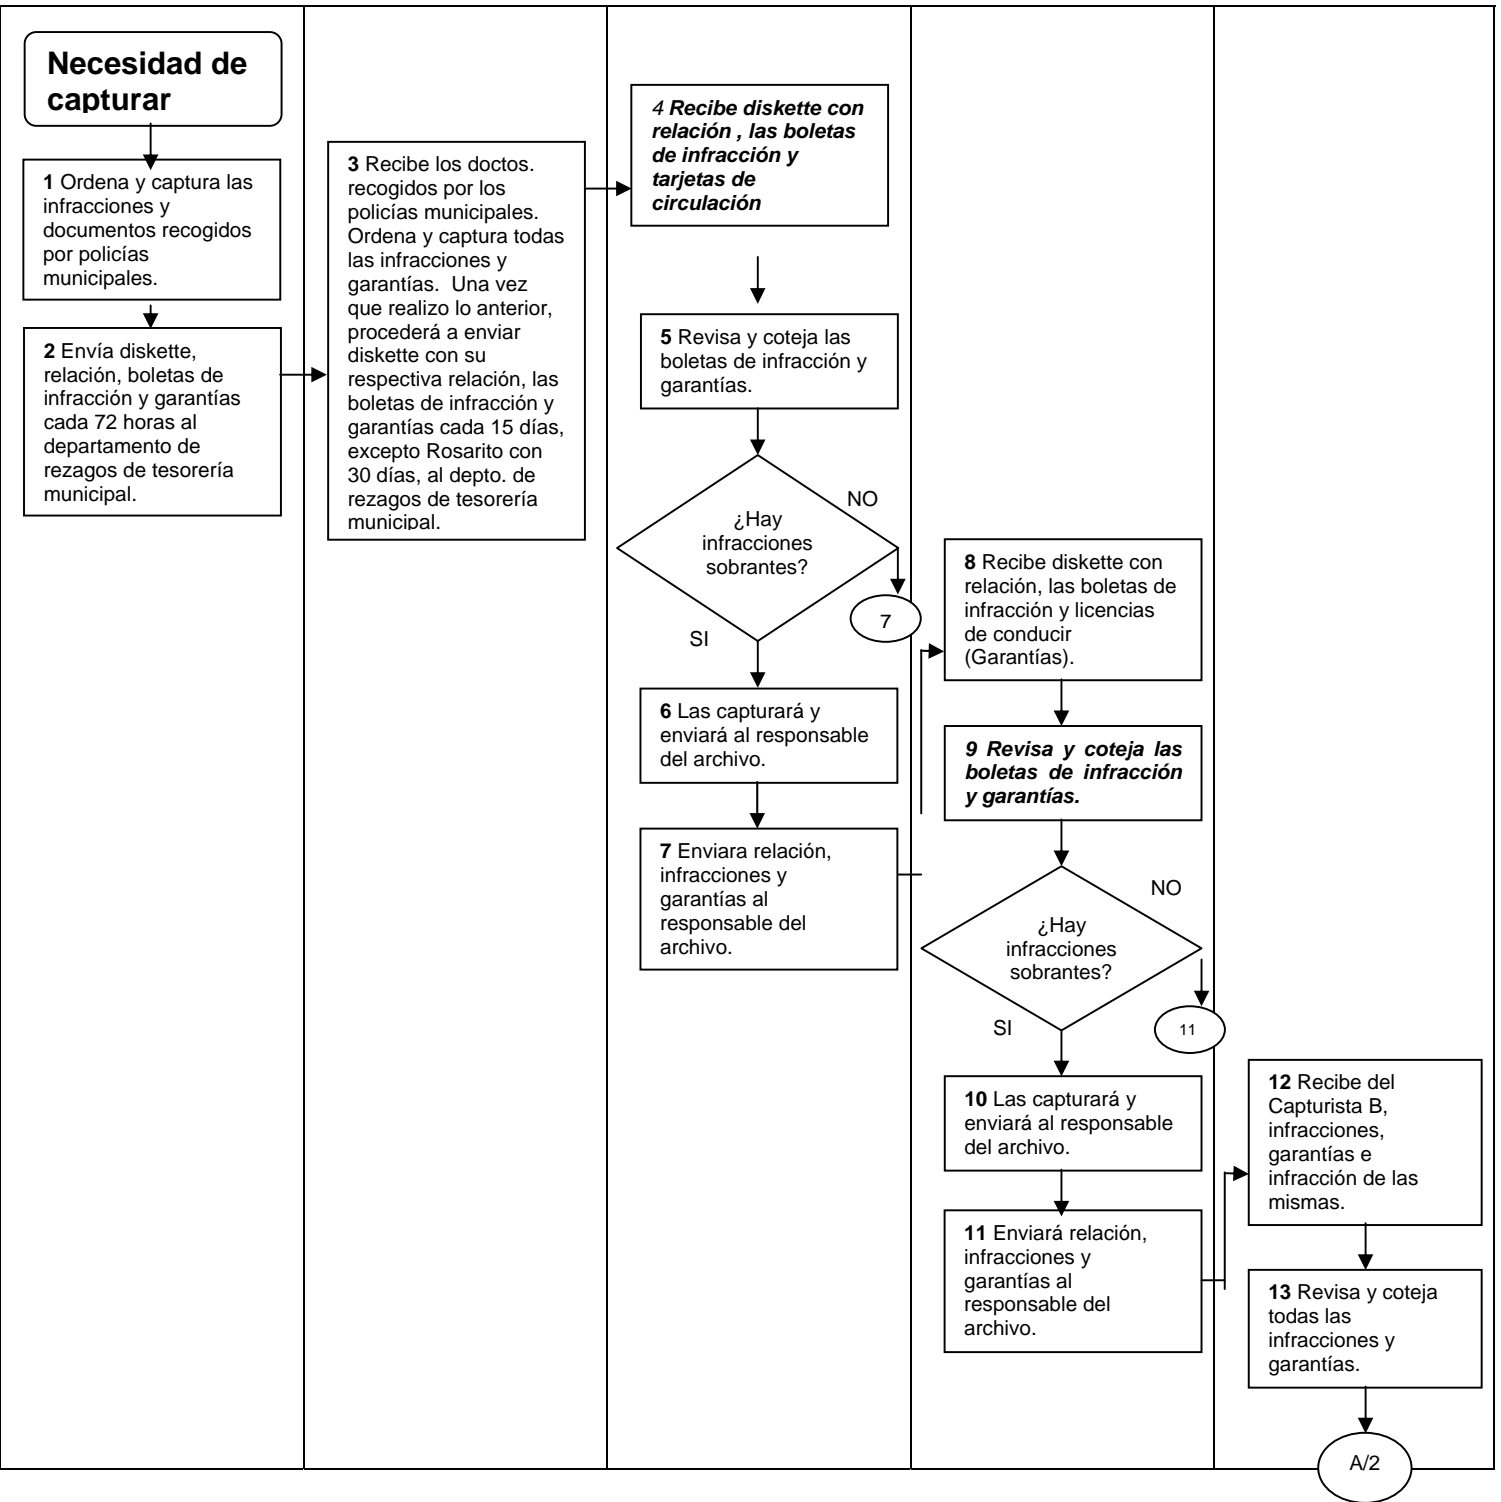 Necesidad de
capturar
1 Ordena y captura las
infracciones y
documentos recogidos
por policías
municipales.
2 Envía diskette,
relación, boletas de
infracción y garantías
cada 72 horas al
departamento de
rezagos de tesorería
municipal.
3 Recibe los doctos.
recogidos por los
policías municipales.
Ordena y captura todas
las infracciones y
garantías. Una vez
que realizo lo anterior,
procederá a enviar
diskette con su
respectiva relación, las
boletas de infracción y
garantías cada 15 días,
excepto Rosarito con
30 días, al depto. de
rezagos de tesorería
municipal.
4 Recibe diskette con
relación , las boletas
de infracción y
tarjetas de
circulación
5 Revisa y coteja las
boletas de infracción y
garantías.
¿Hay
infracciones
sobrantes?
NO
7
SI
6 Las capturará y
enviará al responsable
del archivo.
7 Enviara relación,
infracciones y
garantías al
responsable del
archivo.
8 Recibe diskette con
relación, las boletas de
infracción y licencias
de conducir
(Garantías).
9 Revisa y coteja las
boletas de infracción
y garantías.
¿Hay
infracciones
sobrantes?
NO
11
SI
10 Las capturará y
enviará al responsable
del archivo.
11 Enviará relación,
infracciones y
garantías al
responsable del
archivo.
12 Recibe del
Capturista B,
infracciones,
garantías e
infracción de las
mismas.
13 Revisa y coteja
todas las
infracciones y
garantías.
A/2